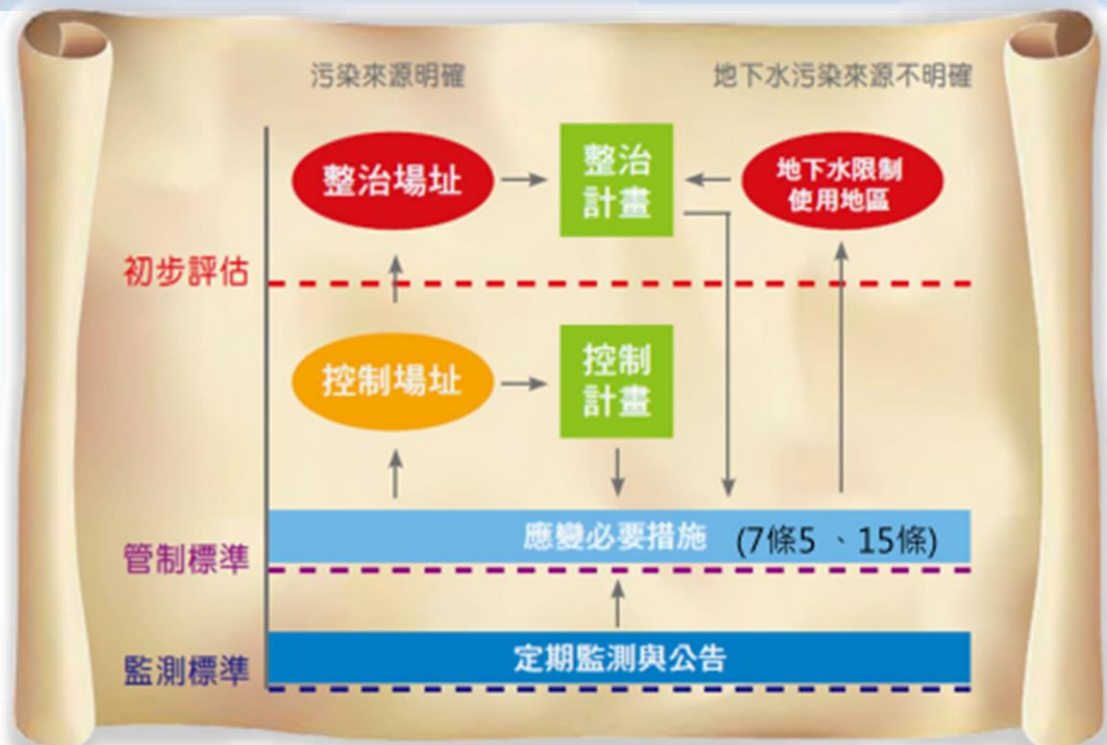 污染來源明確
地下水污染來源不明確
整治場址
整治
計畫
地下水限制
使用地區
初步評估
控制場址
控制
計畫
應變必要措施 (7條5、15條)
管制標準
定期監測與公告
監測標準